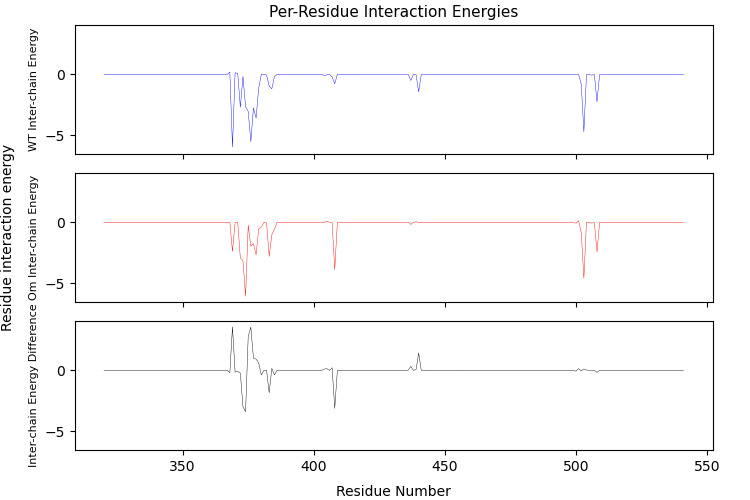 Per-Residue Interaction Energies
Residue interaction energy
WT Inter-chain Energy
0
−5
Om Inter-chain Energy
0
−5
Inter-chain Energy Difference
0
−5
350
400
450
500
550
Residue Number